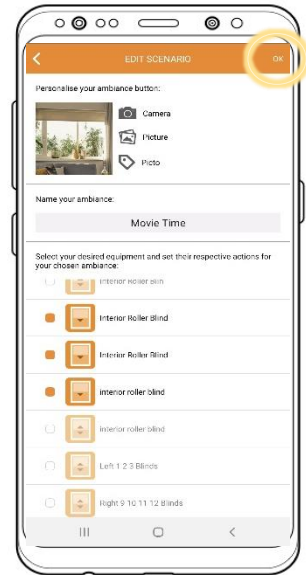 EDIT SCENARIO
OK
Personalise your ambiance button:
Camera
Picture
Picto
Name your ambiance:
Movie Time
Select your desired equipment and set their respective actions for
your chosen ambiance:
Interior Roller Blin
Interior Roller Blind
Interior Roller Blind
interior roller blind
interior roller blind
Left 1 2 3 Blinds
Right 9 10 11 12 Blinds